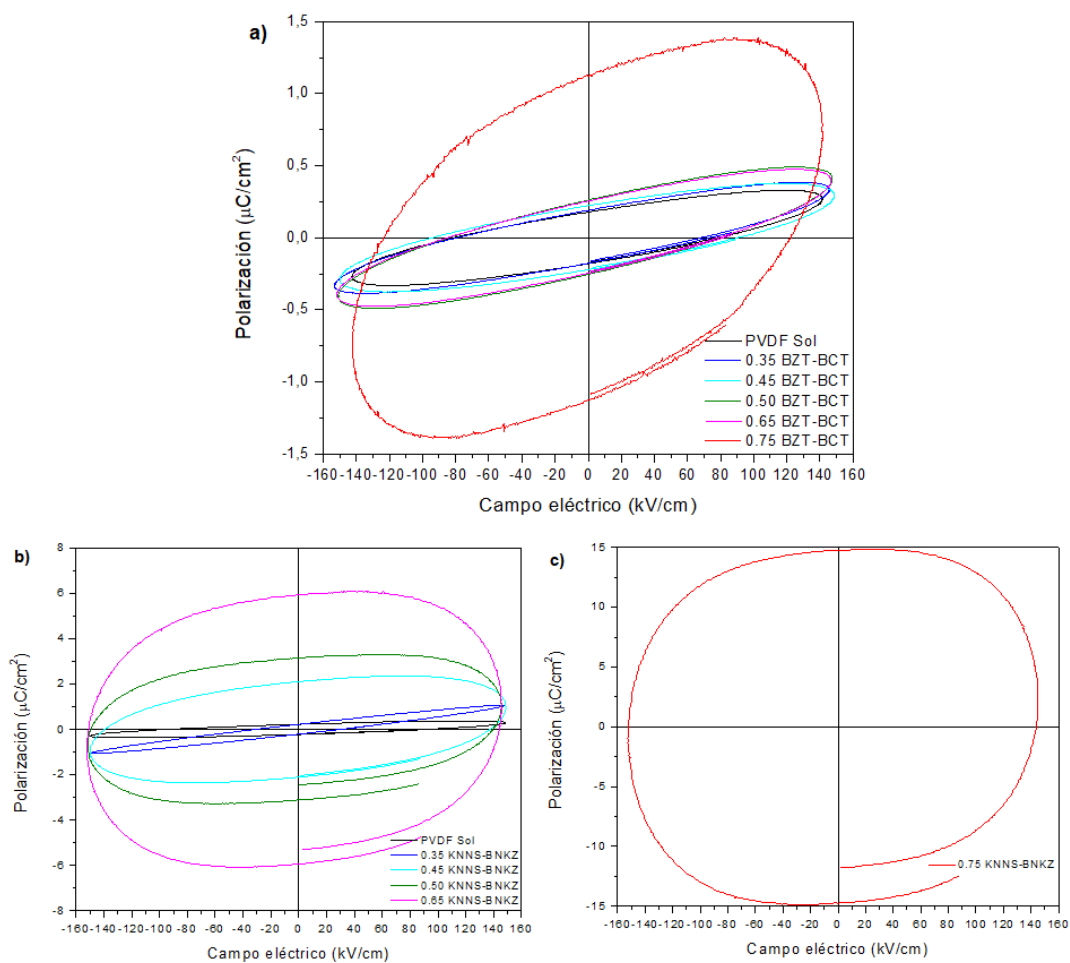 a)
1,5
1,0
0,5
0,0
-0,5
-1,0
-1,5
Polarización (μC/cm²)
PVDF Sol
0.35 BZT-BCT
0.45 BZT-BCT
0.50 BZT-BCT
0.65 BZT-BCT
0.75 BZT-BCT
-160 -140 -120 -100 -80 -60 -40 -20 0 20 40 60 80 100 120 140 160
Campo eléctrico (kV/cm)
b)
8
6
4
2
0
-2
-4
-6
-8
Polarización (μC/cm²)
PVDF Sol
0.35 KNNS-BNKZ
0.45 KNNS-BNKZ
0.50 KNNS-BNKZ
0.65 KNNS-BNKZ
-160 -140 -120 -100 -80 -60 -40 -20 0 20 40 60 80 100 120 140 160
Campo eléctrico (kV/cm)
c)
15
10
5
0
-5
-10
-15
Polarización (μC/cm²)
0.75 KNNS-BNKZ
-160 -140 -120 -100 -80 -60 -40 -20 0 20 40 60 80 100 120 140 160
Campo eléctrico (kV/cm)